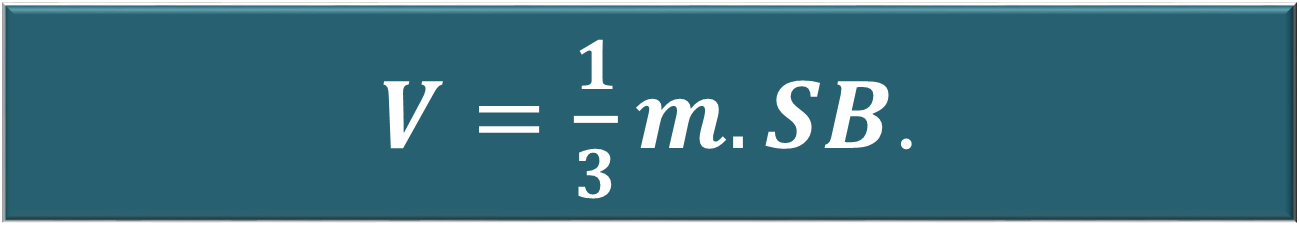 V = 1/3 m. SB.